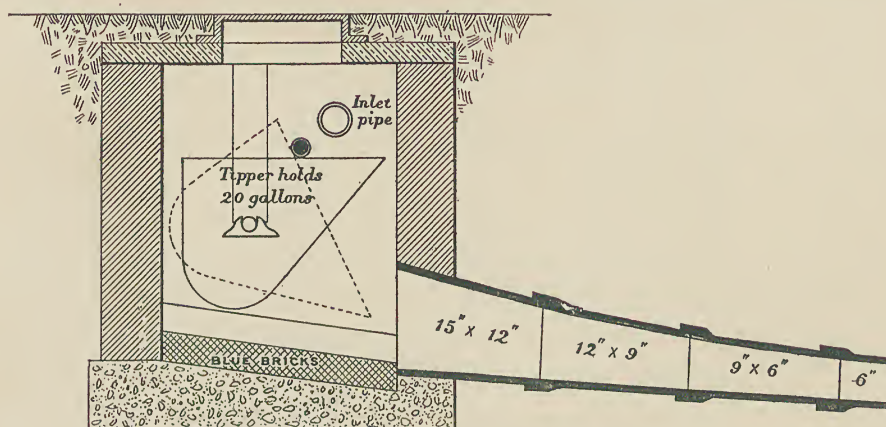 Inlet
pipe
Tipper holds
20 gallons
15" x 12"
12" x 9"
9" x 6"
-6"
BLUE BRICKS